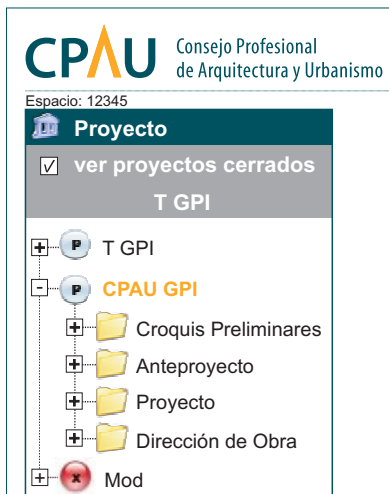 CPAU
Consejo Profesional
de Arquitectura y Urbanismo
Espacio: 12345
Proyecto
ver proyectos cerrados
T GPI
P T GPI
P CPAU GPI
Croquis Preliminares
Anteproyecto
Proyecto
Dirección de Obra
x Mod